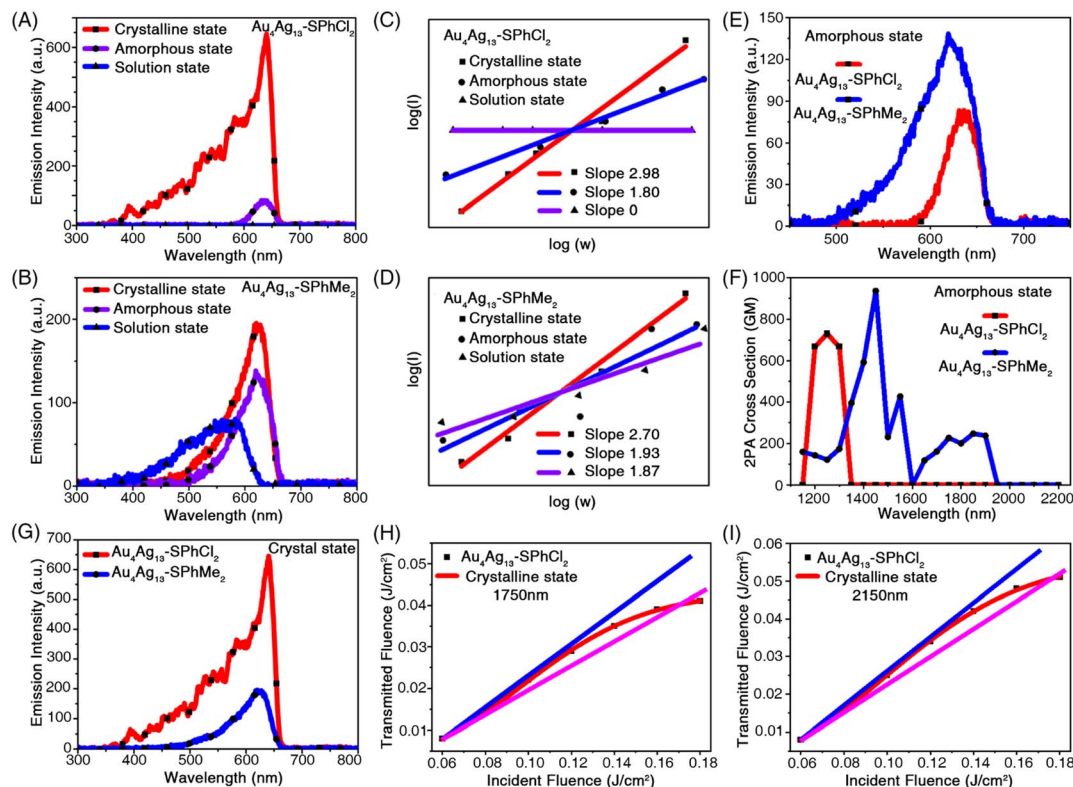 (A)
Emission Intensity (a.u.)
600
400
200
0
Crystalline state
Amorphous state
Solution state
Au4Ag13-SPhCl2
300 400 500 600 700 800
Wavelength (nm)
(C)
log(I)
Au4Ag13-SPhCl2
Crystalline state
Amorphous state
Solution state
Slope 2.98
Slope 1.80
Slope 0
log (w)
(E)
Emission Intensity (a.u.)
150
120
90
60
30
0
Amorphous state
Au4Ag13-SPhCl2
Au4Ag13-SPhMe2
500 600 700
Wavelength (nm)
(B)
Emission Intensity (a.u.)
200
100
0
Crystalline state
Amorphous state
Solution state
Au4Ag13-SPhMe2
300 400 500 600 700 800
Wavelength (nm)
(D)
log(I)
Au4Ag13-SPhMe2
Crystalline state
Amorphous state
Solution state
Slope 2.70
Slope 1.93
Slope 1.87
log (w)
(F)
2PA Cross Section (GM)
1000
800
600
400
200
0
Amorphous state
Au4Ag13-SPhCl2
Au4Ag13-SPhMe2
1200 1400 1600 1800 2000 2200
Wavelength (nm)
(G)
Emission Intensity (a.u.)
700
600
500
400
300
200
100
0
Au4Ag13-SPhCl2
Au4Ag13-SPhMe2
Crystal state
300 400 500 600 700 800
Wavelength (nm)
(H)
Transmitted Fluence (J/cm²)
0.05
0.04
0.03
0.02
0.01
Au4Ag13-SPhCl2
Crystalline state
1750nm
0.06 0.08 0.10 0.12 0.14 0.16 0.18
Incident Fluence (J/cm²)
(I)
Transmitted Fluence (J/cm²)
0.06
0.05
0.04
0.03
0.02
0.01
Au4Ag13-SPhCl2
Crystalline state
2150nm
0.06 0.08 0.10 0.12 0.14 0.16 0.18
Incident Fluence (J/cm²)